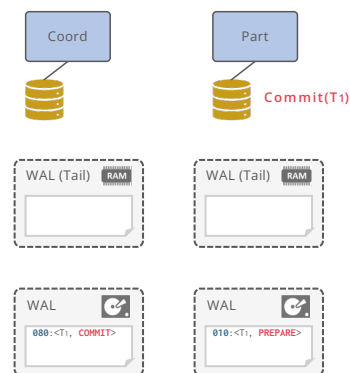 Coord
Part
Commit(T₁)
WAL (Tail) RAM
WAL (Tail) RAM
WAL
WAL
080:<T₁, COMMIT>
010:<T₁, PREPARE>